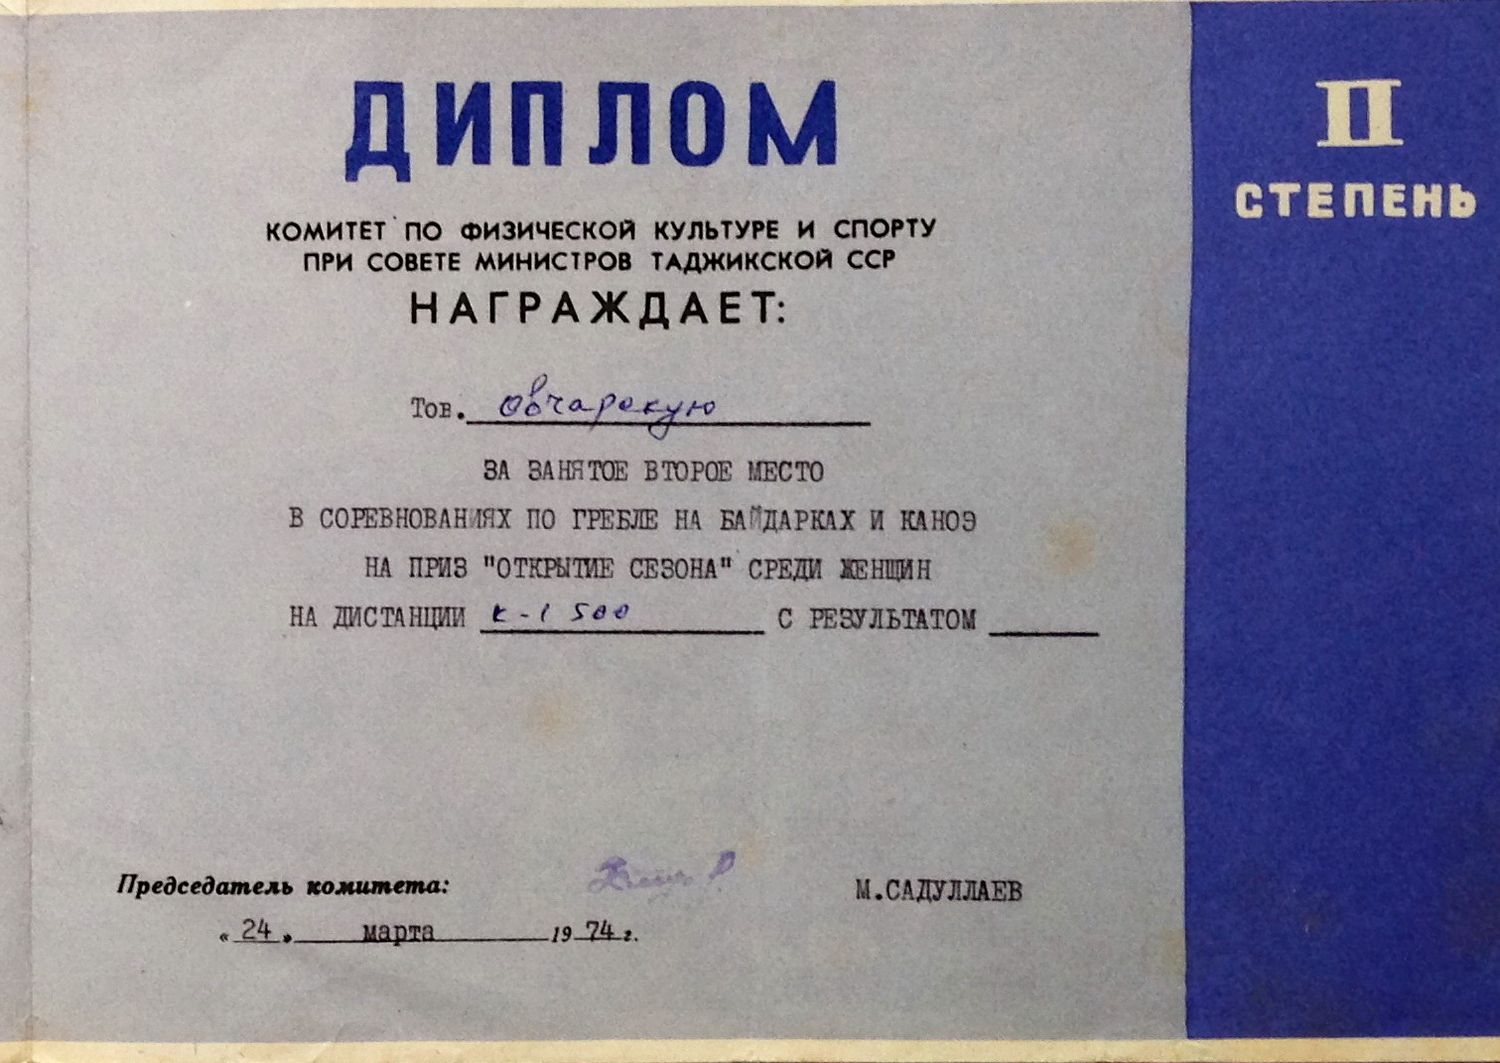 ДИПЛОМ
КОМИТЕТ ПО ФИЗИЧЕСКОЙ КУЛЬТУРЕ И СПОРТУ
ПРИ СОВЕТЕ МИНИСТРОВ ТАДЖИКСКОЙ ССР
НАГРАЖДАЕТ:
Тов. Овчарскую
ЗА ЗАНЯТОЕ ВТОРОЕ МЕСТО
В СОРЕВНОВАНИЯХ ПО ГРЕБЛЕ НА БАЙДАРКАХ И КАНОЭ
НА ПРИЗ "ОТКРЫТИЕ СЕЗОНА" СРЕДИ ЖЕНЩИН
НА ДИСТАНЦИИ К-1 500 С РЕЗУЛЬТАТОМ
Председатель комитета: М.САДУЛЛАЕВ
«24» марта 1974 г.
II
СТЕПЕНЬ